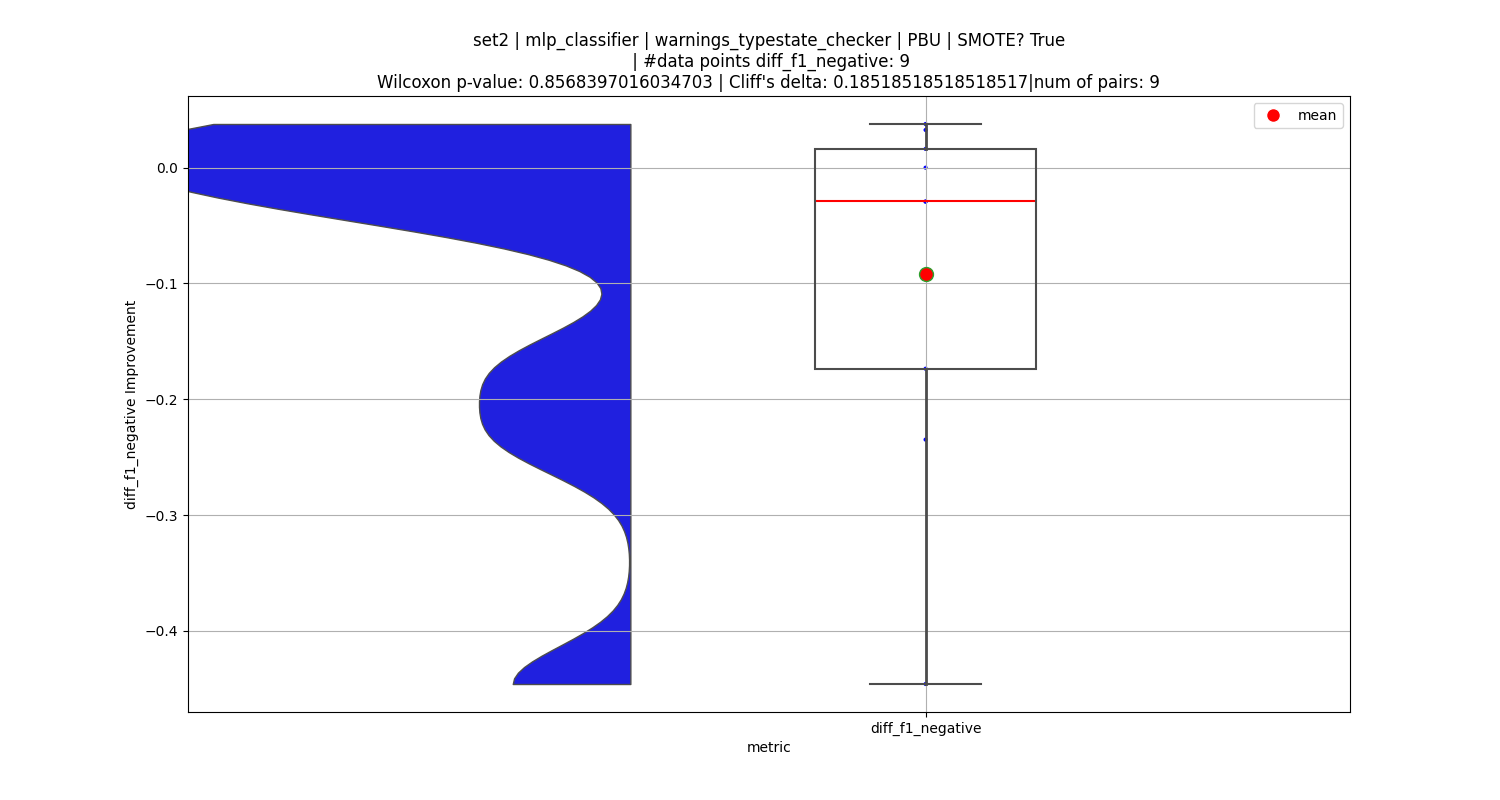 set2 | mlp_classifier | warnings_typestate_checker | PBU | SMOTE? True
| #data points diff_f1_negative: 9
Wilcoxon p-value: 0.8568397016034703 | Cliff's delta: 0.18518518518518517|num of pairs: 9
mean
0.0
−0.1
−0.2
−0.3
−0.4
diff_f1_negative Improvement
diff_f1_negative
metric